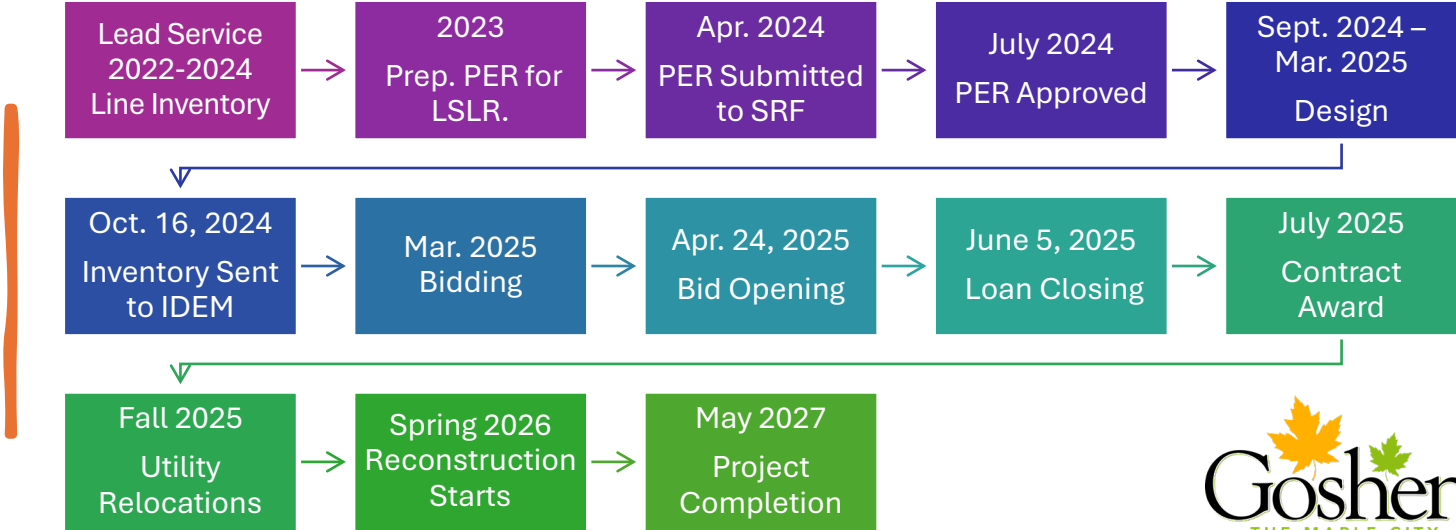 Lead Service
2022-2024
Line Inventory
2023
Prep. PER for
LSLR.
Apr. 2024
PER Submitted
to SRF
July 2024
PER Approved
Sept. 2024 –
Mar. 2025
Design
Oct. 16, 2024
Inventory Sent
to IDEM
Mar. 2025
Bidding
Apr. 24, 2025
Bid Opening
June 5, 2025
Loan Closing
July 2025
Contract
Award
Fall 2025
Utility
Relocations
Spring 2026
Reconstruction
Starts
May 2027
Project
Completion
Goshen
THE MAPLE CITY